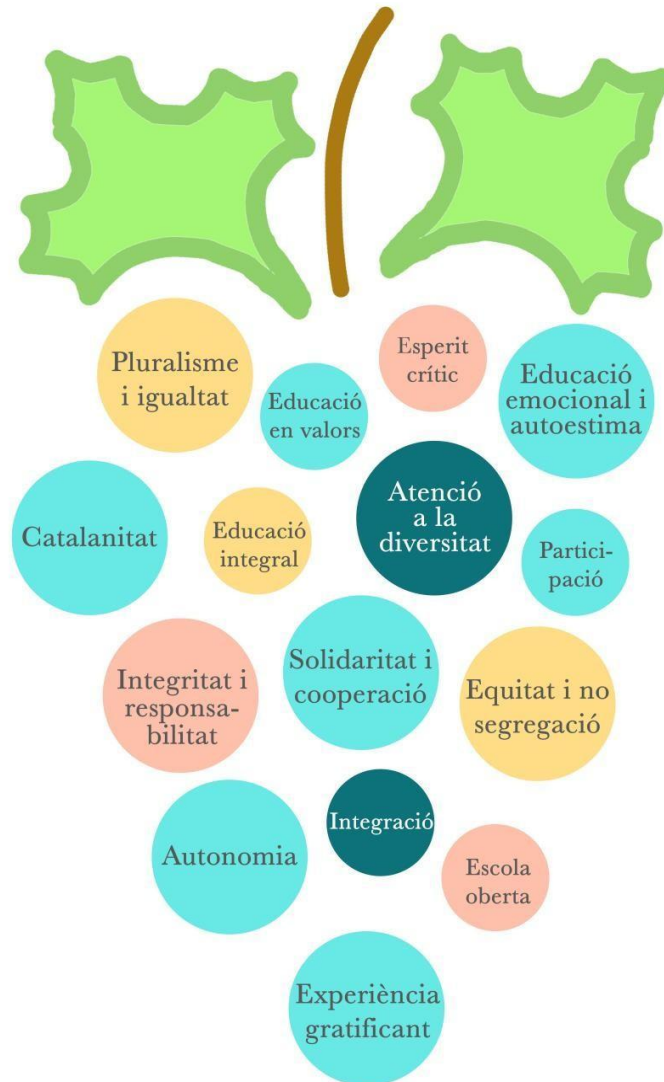 Pluralisme
i igualtat
Esperit
crític
Educació
emocional i
autoestima
Educació
en valors
Catalanitat
Educació
integral
Atenció
a la
diversitat
Partici-
pació
Integritat i
responsa-
bilitat
Solidaritat i
cooperació
Equitat i no
segregació
Autonomia
Integració
Escola
oberta
Experiència
gratificant